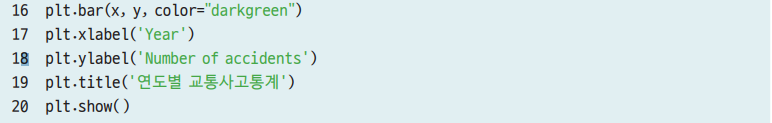 16 plt.bar(x, y, color="darkgreen")
17 plt.xlabel('Year')
18 plt.ylabel('Number of accidents')
19 plt.title('연도별 교통사고통계')
20 plt.show()